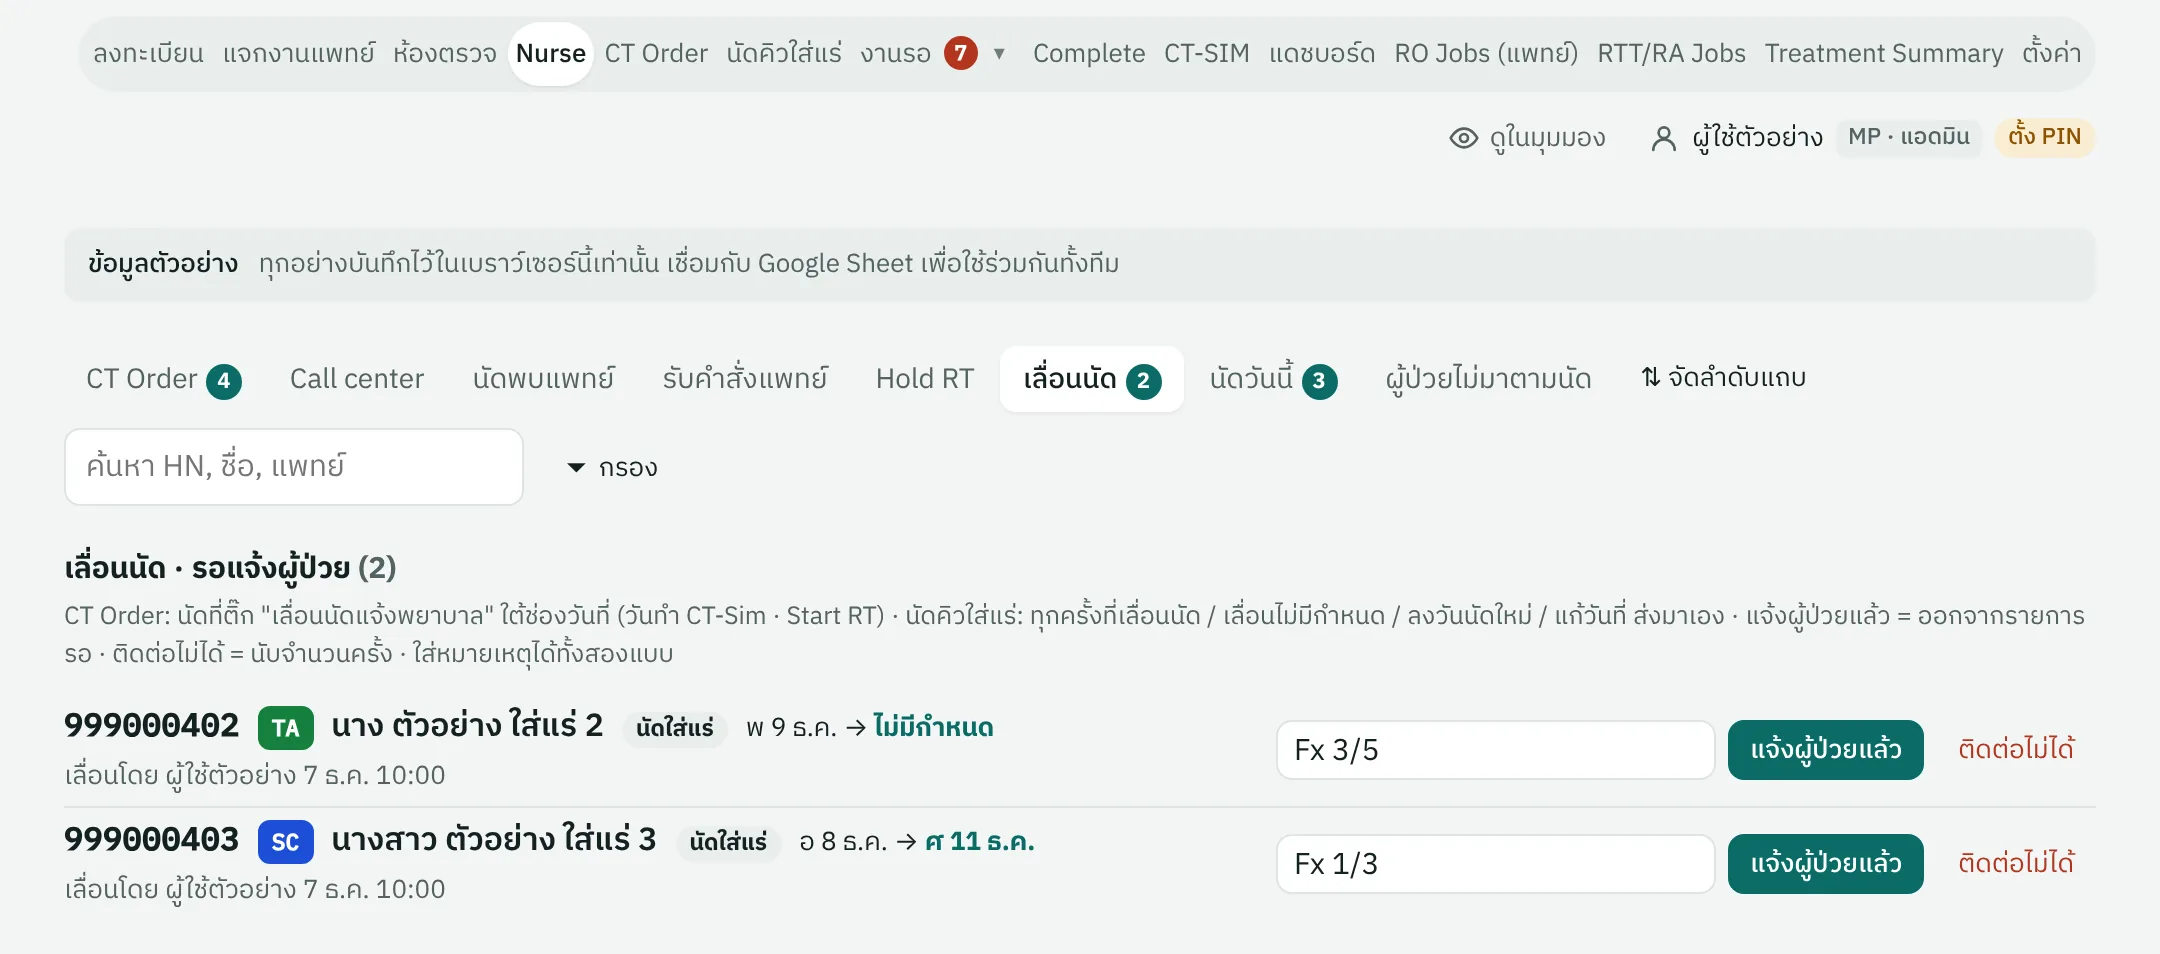 ลงทะเบียน แจกงานแพทย์ ห้องตรวจ Nurse CT Order นัดคิวใส่แร่ งานรอ 7 ▼ Complete CT-SIM แดชบอร์ด RO Jobs (แพทย์) RTT/RA Jobs Treatment Summary ตั้งค่า
ดูในมุมมอง ผู้ใช้ตัวอย่าง MP · แอดมิน ตั้ง PIN
ข้อมูลตัวอย่าง ทุกอย่างบันทึกไว้ในเบราว์เซอร์นี้เท่านั้น เชื่อมกับ Google Sheet เพื่อใช้ร่วมกันทั้งทีม
CT Order 4 Call center นัดพบแพทย์ รับคำสั่งแพทย์ Hold RT เลื่อนนัด 2 นัดวันนี้ 3 ผู้ป่วยไม่มาตามนัด ⇅ จัดลำดับแถบ
ค้นหา HN, ชื่อ, แพทย์ ▼ กรอง
เลื่อนนัด · รอแจ้งผู้ป่วย (2)
CT Order: นัดที่ติ๊ก "เลื่อนนัดแจ้งพยาบาล" ใต้ช่องวันที่ (วันทำ CT-Sim · Start RT) · นัดคิวใส่แร่: ทุกครั้งที่เลื่อนนัด / เลื่อนไม่มีกำหนด / ลงวันนัดใหม่ / แก้วันที่ ส่งมาเอง · แจ้งผู้ป่วยแล้ว = ออกจากรายการ
รอ · ติดต่อไม่ได้ = นับจำนวนครั้ง · ใส่หมายเหตุได้ทั้งสองแบบ
999000402 TA นาง ตัวอย่าง ใส่แร่ 2 นัดใส่แร่ พ 9 ธ.ค. → ไม่มีกำหนด Fx 3/5 แจ้งผู้ป่วยแล้ว ติดต่อไม่ได้
เลื่อนโดย ผู้ใช้ตัวอย่าง 7 ธ.ค. 10:00
999000403 SC นางสาว ตัวอย่าง ใส่แร่ 3 นัดใส่แร่ อ 8 ธ.ค. → ศ 11 ธ.ค. Fx 1/3 แจ้งผู้ป่วยแล้ว ติดต่อไม่ได้
เลื่อนโดย ผู้ใช้ตัวอย่าง 7 ธ.ค. 10:00